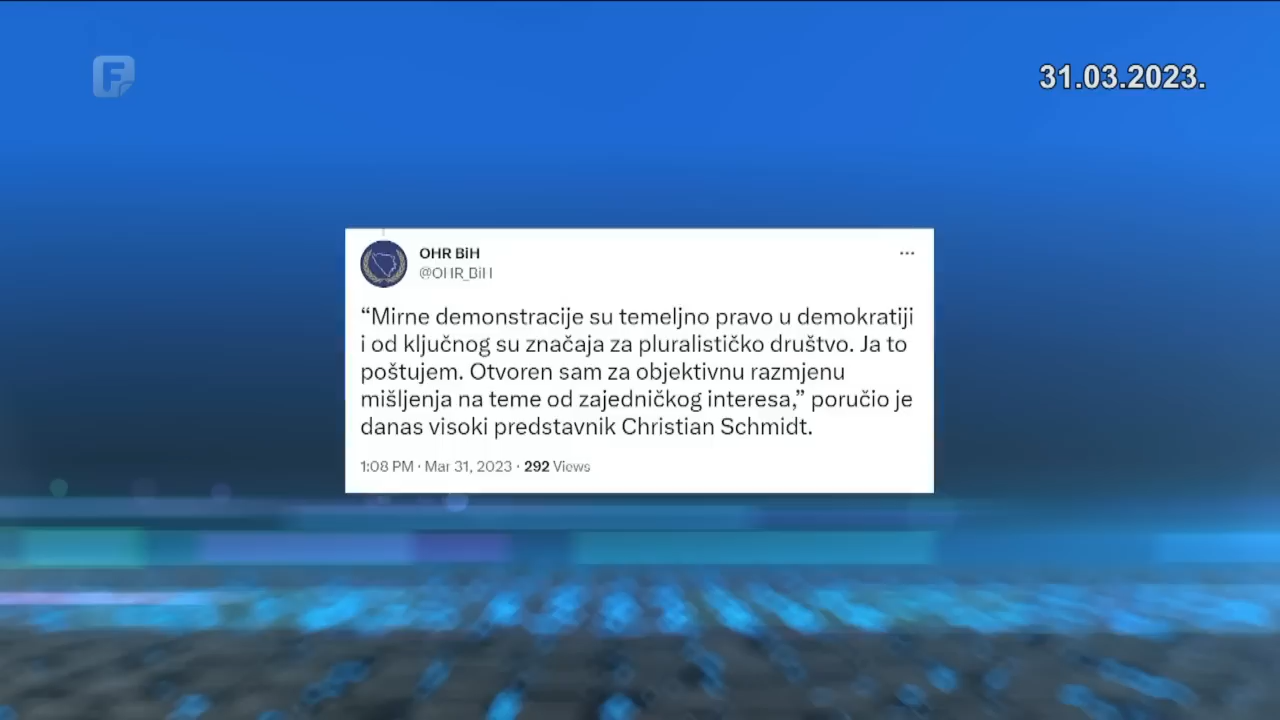 F
31.03.2023.
OHR BiH
@OHR_BiH
“Mirne demonstracije su temeljno pravo u demokratiji
i od ključnog su značaja za pluralističko društvo. Ja to
poštujem. Otvoren sam za objektivnu razmjenu
mišljenja na teme od zajedničkog interesa,” poručio je
danas visoki predstavnik Christian Schmidt.
1:08 PM · Mar 31, 2023 · 292 Views